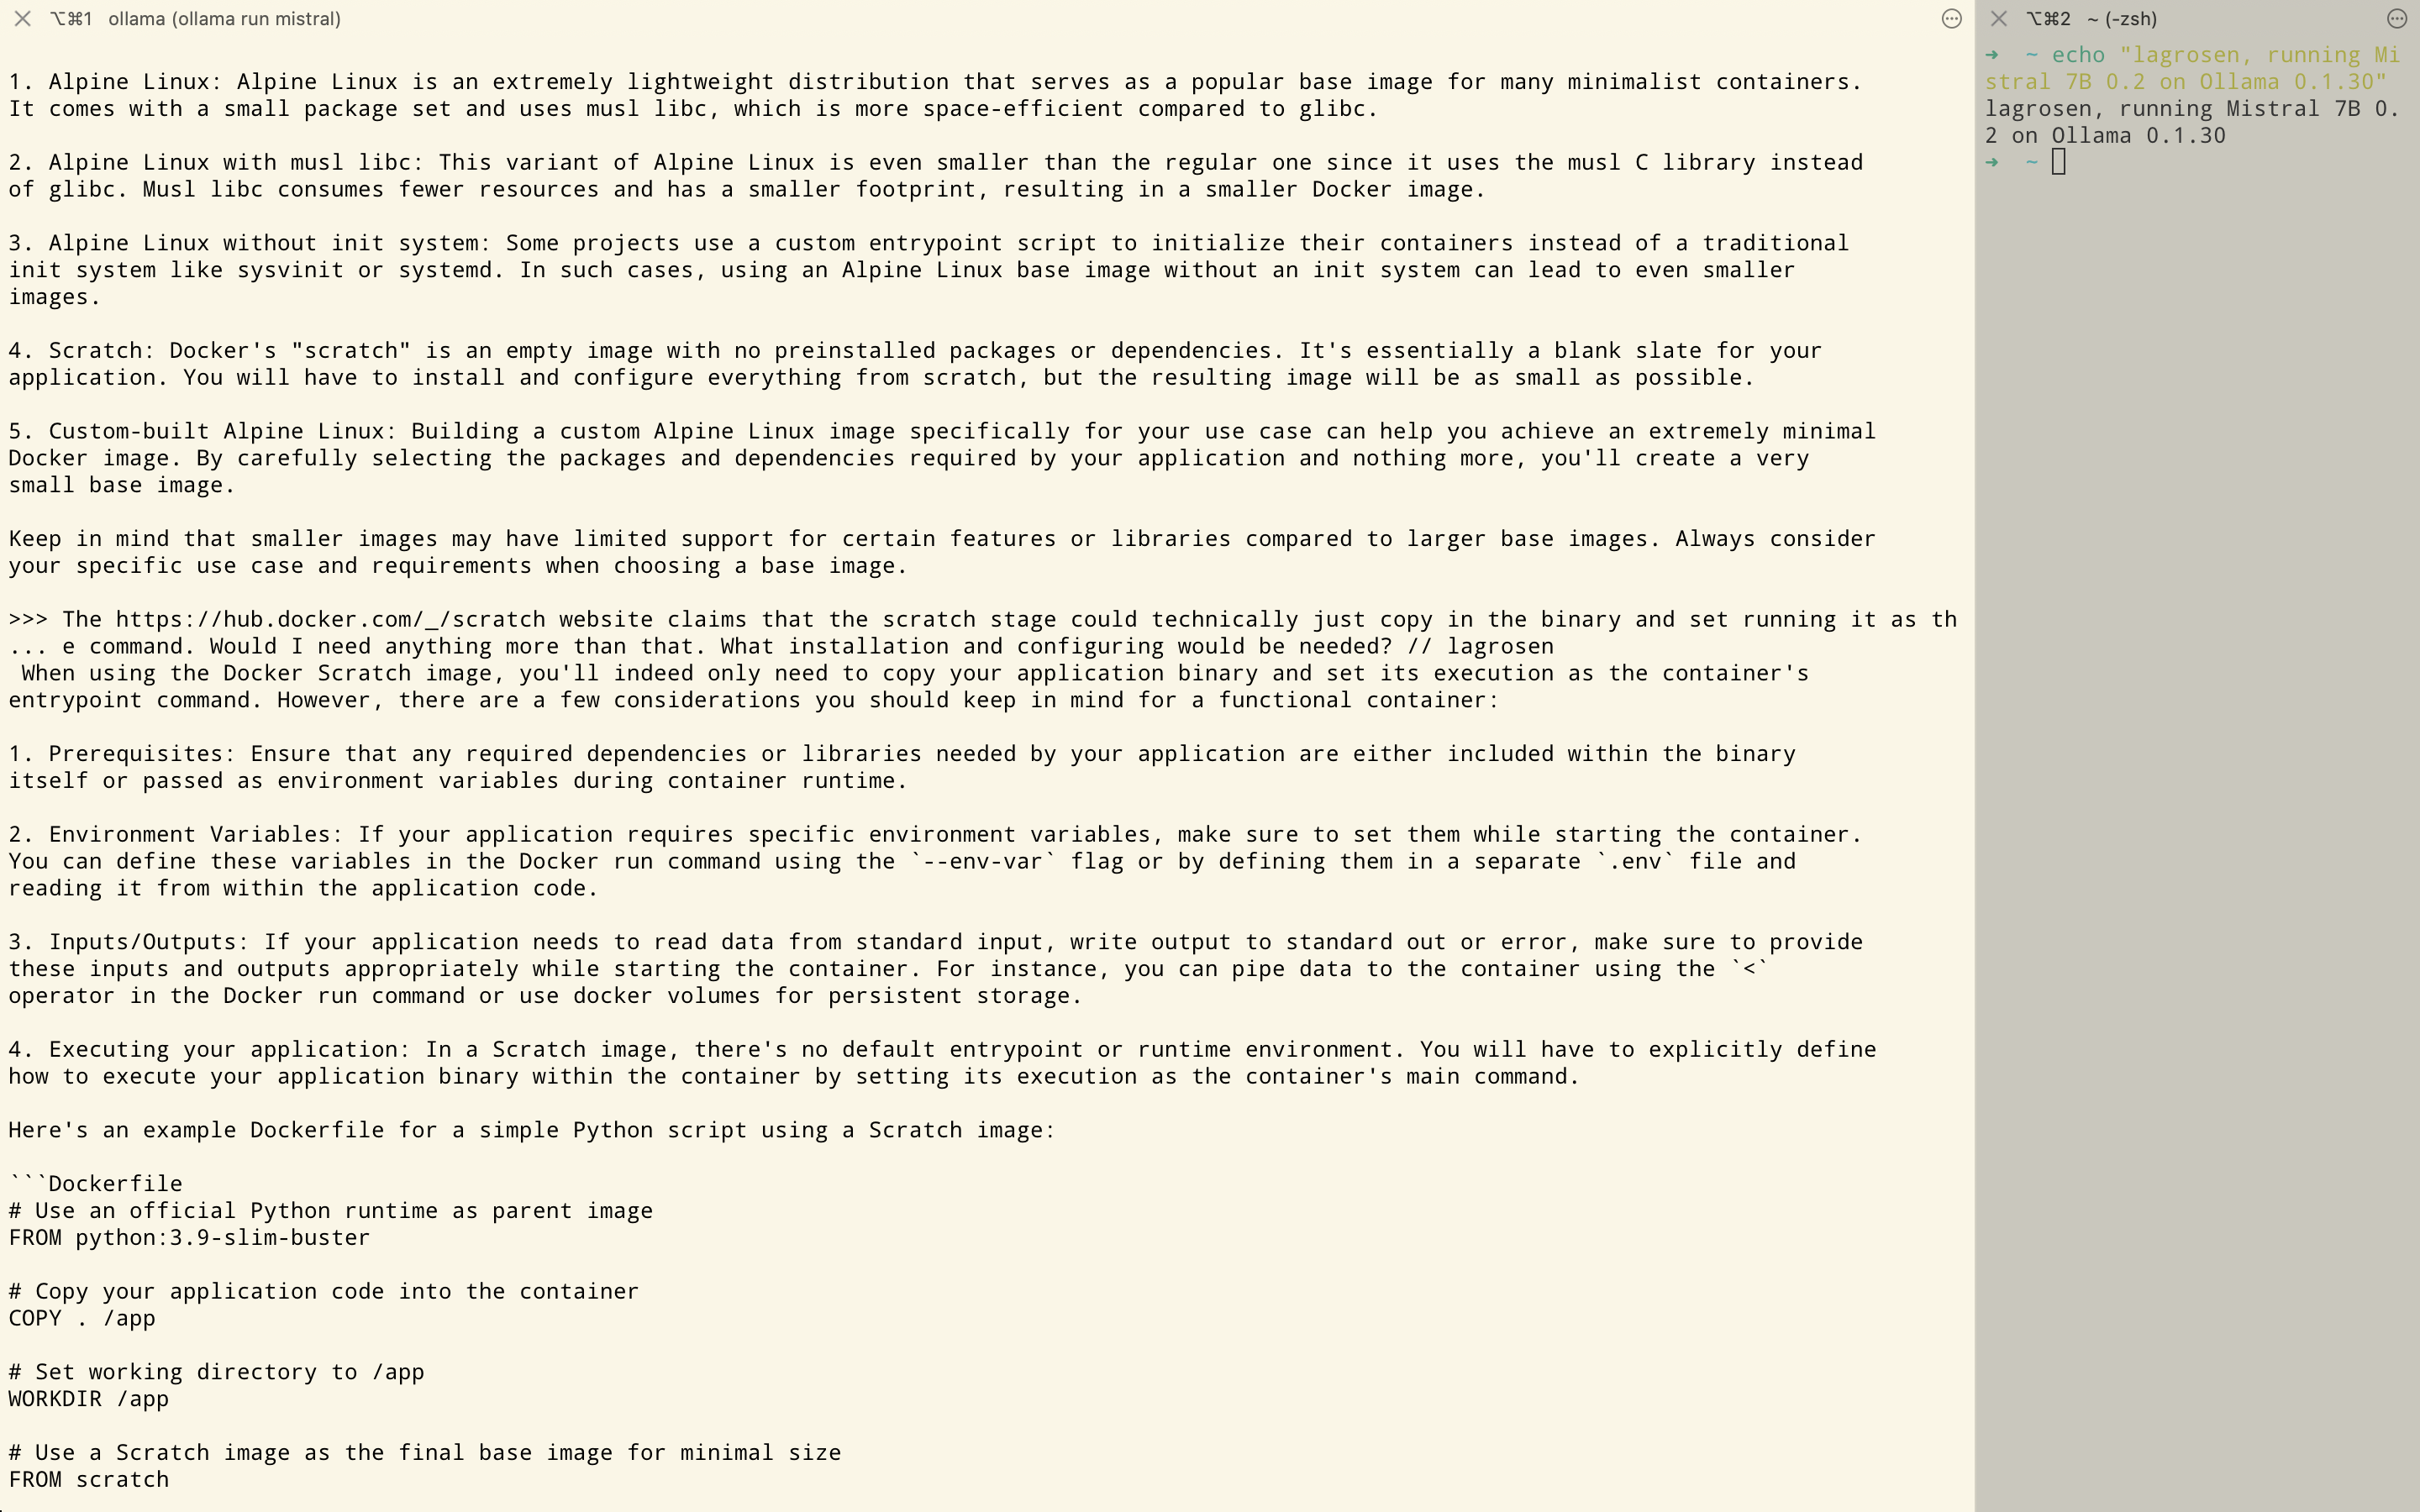 ⌥⌘1 ollama (ollama run mistral)
1. Alpine Linux: Alpine Linux is an extremely lightweight distribution that serves as a popular base image for many minimalist containers.
It comes with a small package set and uses musl libc, which is more space-efficient compared to glibc.
2. Alpine Linux with musl libc: This variant of Alpine Linux is even smaller than the regular one since it uses the musl C library instead
of glibc. Musl libc consumes fewer resources and has a smaller footprint, resulting in a smaller Docker image.
3. Alpine Linux without init system: Some projects use a custom entrypoint script to initialize their containers instead of a traditional
init system like sysvinit or systemd. In such cases, using an Alpine Linux base image without an init system can lead to even smaller
images.
4. Scratch: Docker's "scratch" is an empty image with no preinstalled packages or dependencies. It's essentially a blank slate for your
application. You will have to install and configure everything from scratch, but the resulting image will be as small as possible.
5. Custom-built Alpine Linux: Building a custom Alpine Linux image specifically for your use case can help you achieve an extremely minimal
Docker image. By carefully selecting the packages and dependencies required by your application and nothing more, you'll create a very
small base image.
Keep in mind that smaller images may have limited support for certain features or libraries compared to larger base images. Always consider
your specific use case and requirements when choosing a base image.
>>> The https://hub.docker.com/_/scratch website claims that the scratch stage could technically just copy in the binary and set running it as th
... e command. Would I need anything more than that. What installation and configuring would be needed? // lagrosen
When using the Docker Scratch image, you'll indeed only need to copy your application binary and set its execution as the container's
entrypoint command. However, there are a few considerations you should keep in mind for a functional container:
1. Prerequisites: Ensure that any required dependencies or libraries needed by your application are either included within the binary
itself or passed as environment variables during container runtime.
2. Environment Variables: If your application requires specific environment variables, make sure to set them while starting the container.
You can define these variables in the Docker run command using the `--env-var` flag or by defining them in a separate `.env` file and
reading it from within the application code.
3. Inputs/Outputs: If your application needs to read data from standard input, write output to standard out or error, make sure to provide
these inputs and outputs appropriately while starting the container. For instance, you can pipe data to the container using the `<`
operator in the Docker run command or use docker volumes for persistent storage.
4. Executing your application: In a Scratch image, there's no default entrypoint or runtime environment. You will have to explicitly define
how to execute your application binary within the container by setting its execution as the container's main command.
Here's an example Dockerfile for a simple Python script using a Scratch image:
```Dockerfile
# Use an official Python runtime as parent image
FROM python:3.9-slim-buster
# Copy your application code into the container
COPY . /app
# Set working directory to /app
WORKDIR /app
# Use a Scratch image as the final base image for minimal size
FROM scratch
⌥⌘2 ~ (-zsh)
➜ ~ echo "lagrosen, running Mi
stral 7B 0.2 on Ollama 0.1.30"
lagrosen, running Mistral 7B 0.
2 on Ollama 0.1.30
➜ ~